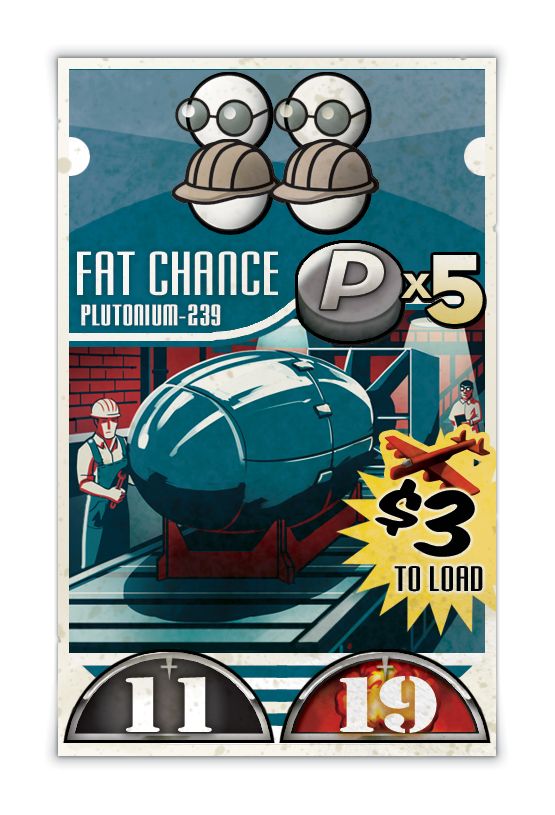 FAT CHANCE
PLUTONIUM-239
P x5
$3
TO LOAD
11 19